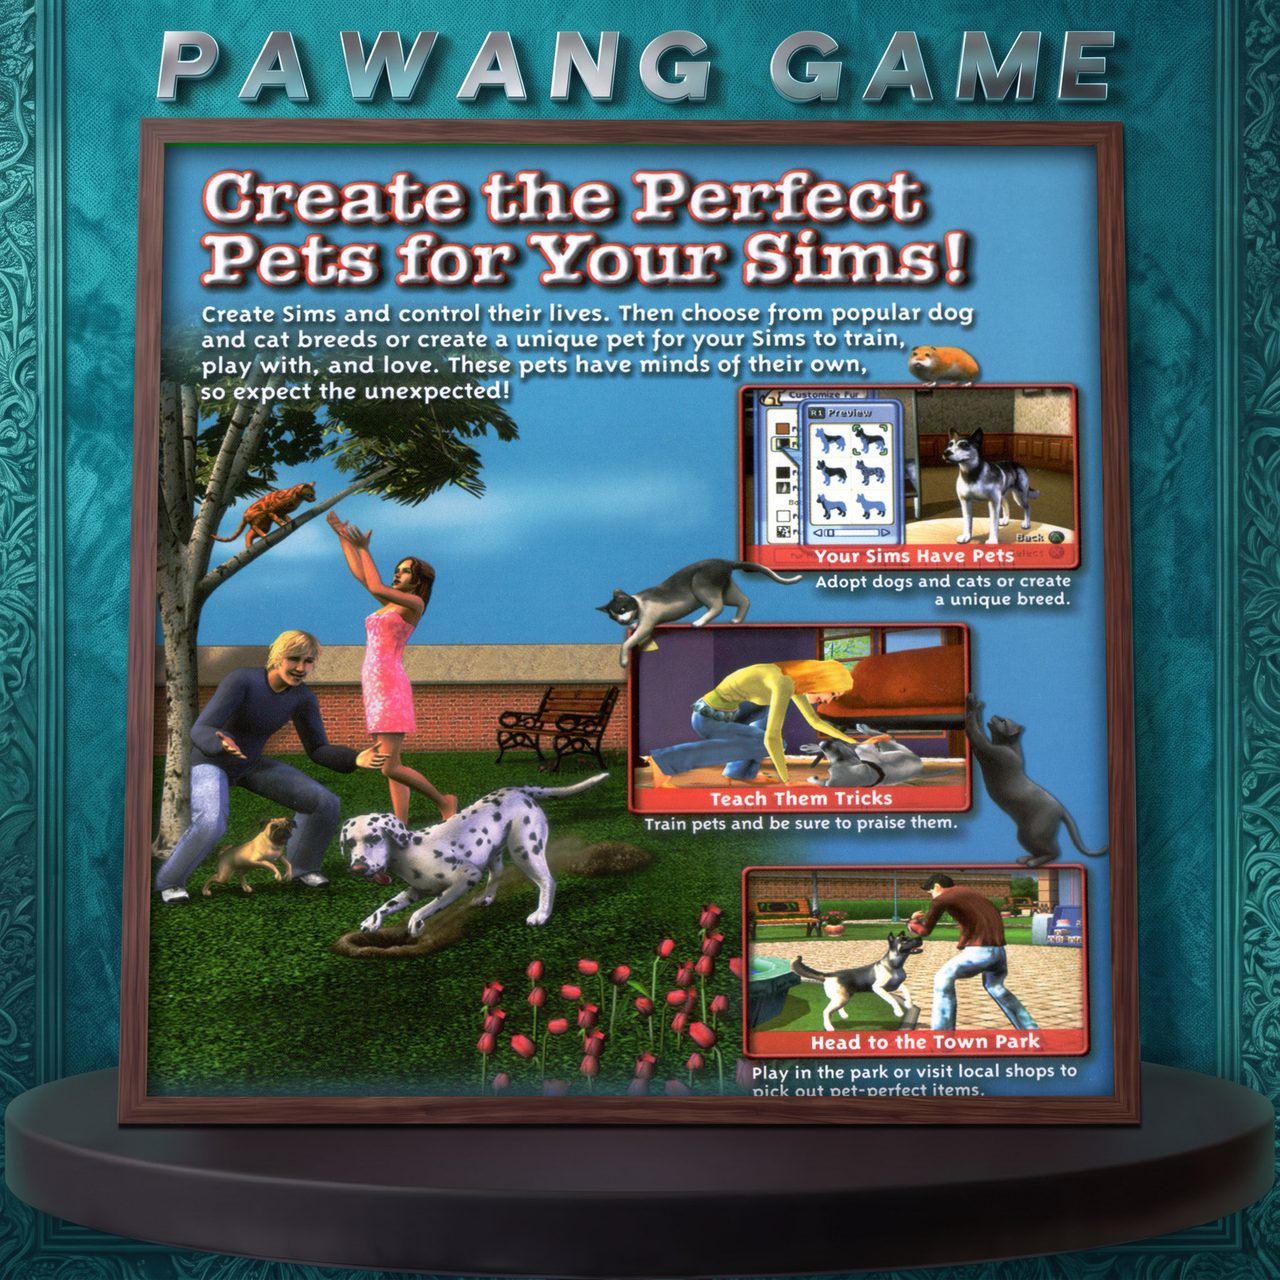 PAWANG GAME
Create the Perfect
Pets for Your Sims!
Create Sims and control their lives. Then choose from popular dog
and cat breeds or create a unique pet for your Sims to train,
play with, and love. These pets have minds of their own,
so expect the unexpected!
Customize Fur
R1 Preview
Back
Your Sims Have Pets
Adopt dogs and cats or create
a unique breed.
Teach Them Tricks
Train pets and be sure to praise them.
Head to the Town Park
Play in the park or visit local shops to
pick out pet-perfect items.